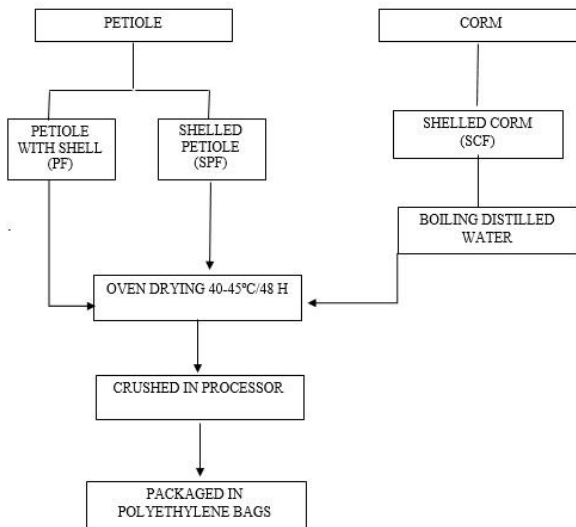 PETIOLE
CORM
PETIOLE
WITH SHELL
(PF)
SHELLED
PETIOLE
(SPF)
SHELLED CORM
(SCF)
BOILING DISTILLED
WATER
OVEN DRYING 40-45ºC/48 H
CRUSHED IN PROCESSOR
PACKAGED IN
POLYETHYLENE BAGS